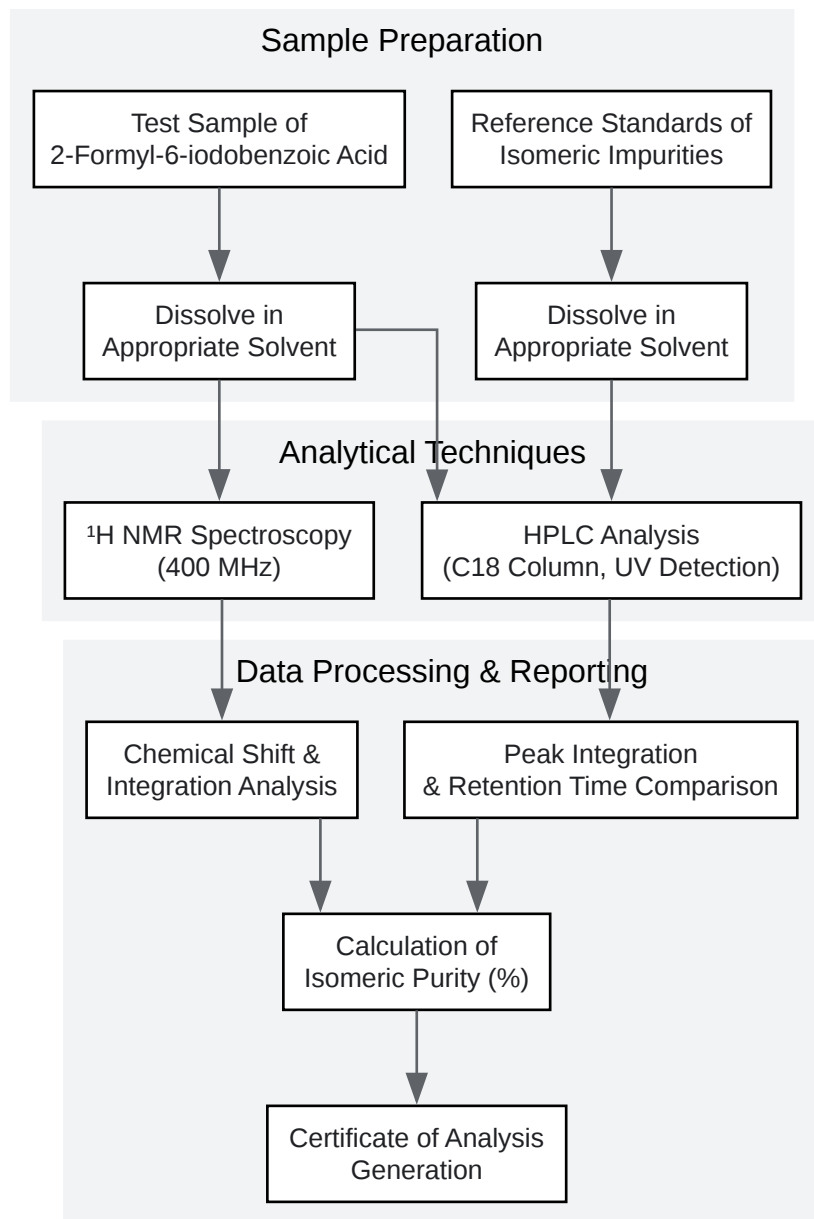 Sample Preparation
Test Sample of
2-Formyl-6-iodobenzoic Acid
Reference Standards of
Isomeric Impurities
Dissolve in
Appropriate Solvent
Dissolve in
Appropriate Solvent
Analytical Techniques
¹H NMR Spectroscopy
(400 MHz)
HPLC Analysis
(C18 Column, UV Detection)
Data Processing & Reporting
Chemical Shift &
Integration Analysis
Peak Integration
& Retention Time Comparison
Calculation of
Isomeric Purity (%)
Certificate of Analysis
Generation